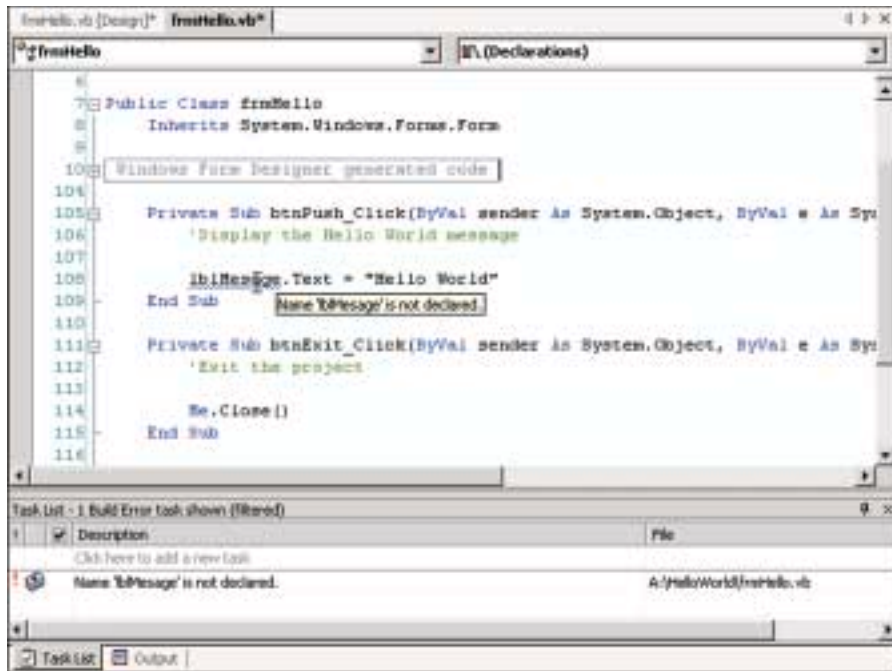 frmHello.vb [Design]* frmHello.vb*
frmHello (Declarations)
6
7 Public Class frmHello
8 Inherits System.Windows.Forms.Form
9
10 Windows Form Designer generated code
104
105 Private Sub btnPush_Click(ByVal sender As System.Object, ByVal e As Sys
106 'Display the Hello World message
107
108 lblMesage.Text = "Hello World"
109 End Sub
Name 'lblMesage' is not declared.
110
111 Private Sub btnExit_Click(ByVal sender As System.Object, ByVal e As Sys
112 'Exit the project
113
114 Me.Close()
115 End Sub
116
Task List - 1 Build Error task shown (filtered)
! Description File
Click here to add a new task
! Name 'lblMesage' is not declared. A:\HelloWorld\frmHello.vb
Task List Output